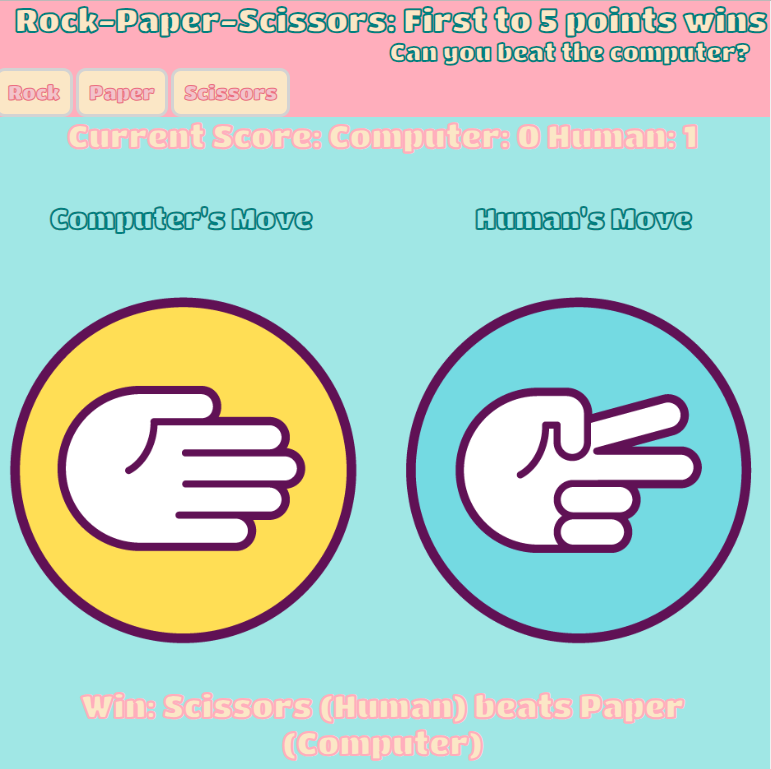 Rock-Paper-Scissors: First to 5 points wins
Can you beat the computer?
Rock Paper Scissors
Current Score: Computer: 0 Human: 1
Computer's Move Human's Move
Win: Scissors (Human) beats Paper
(Computer)